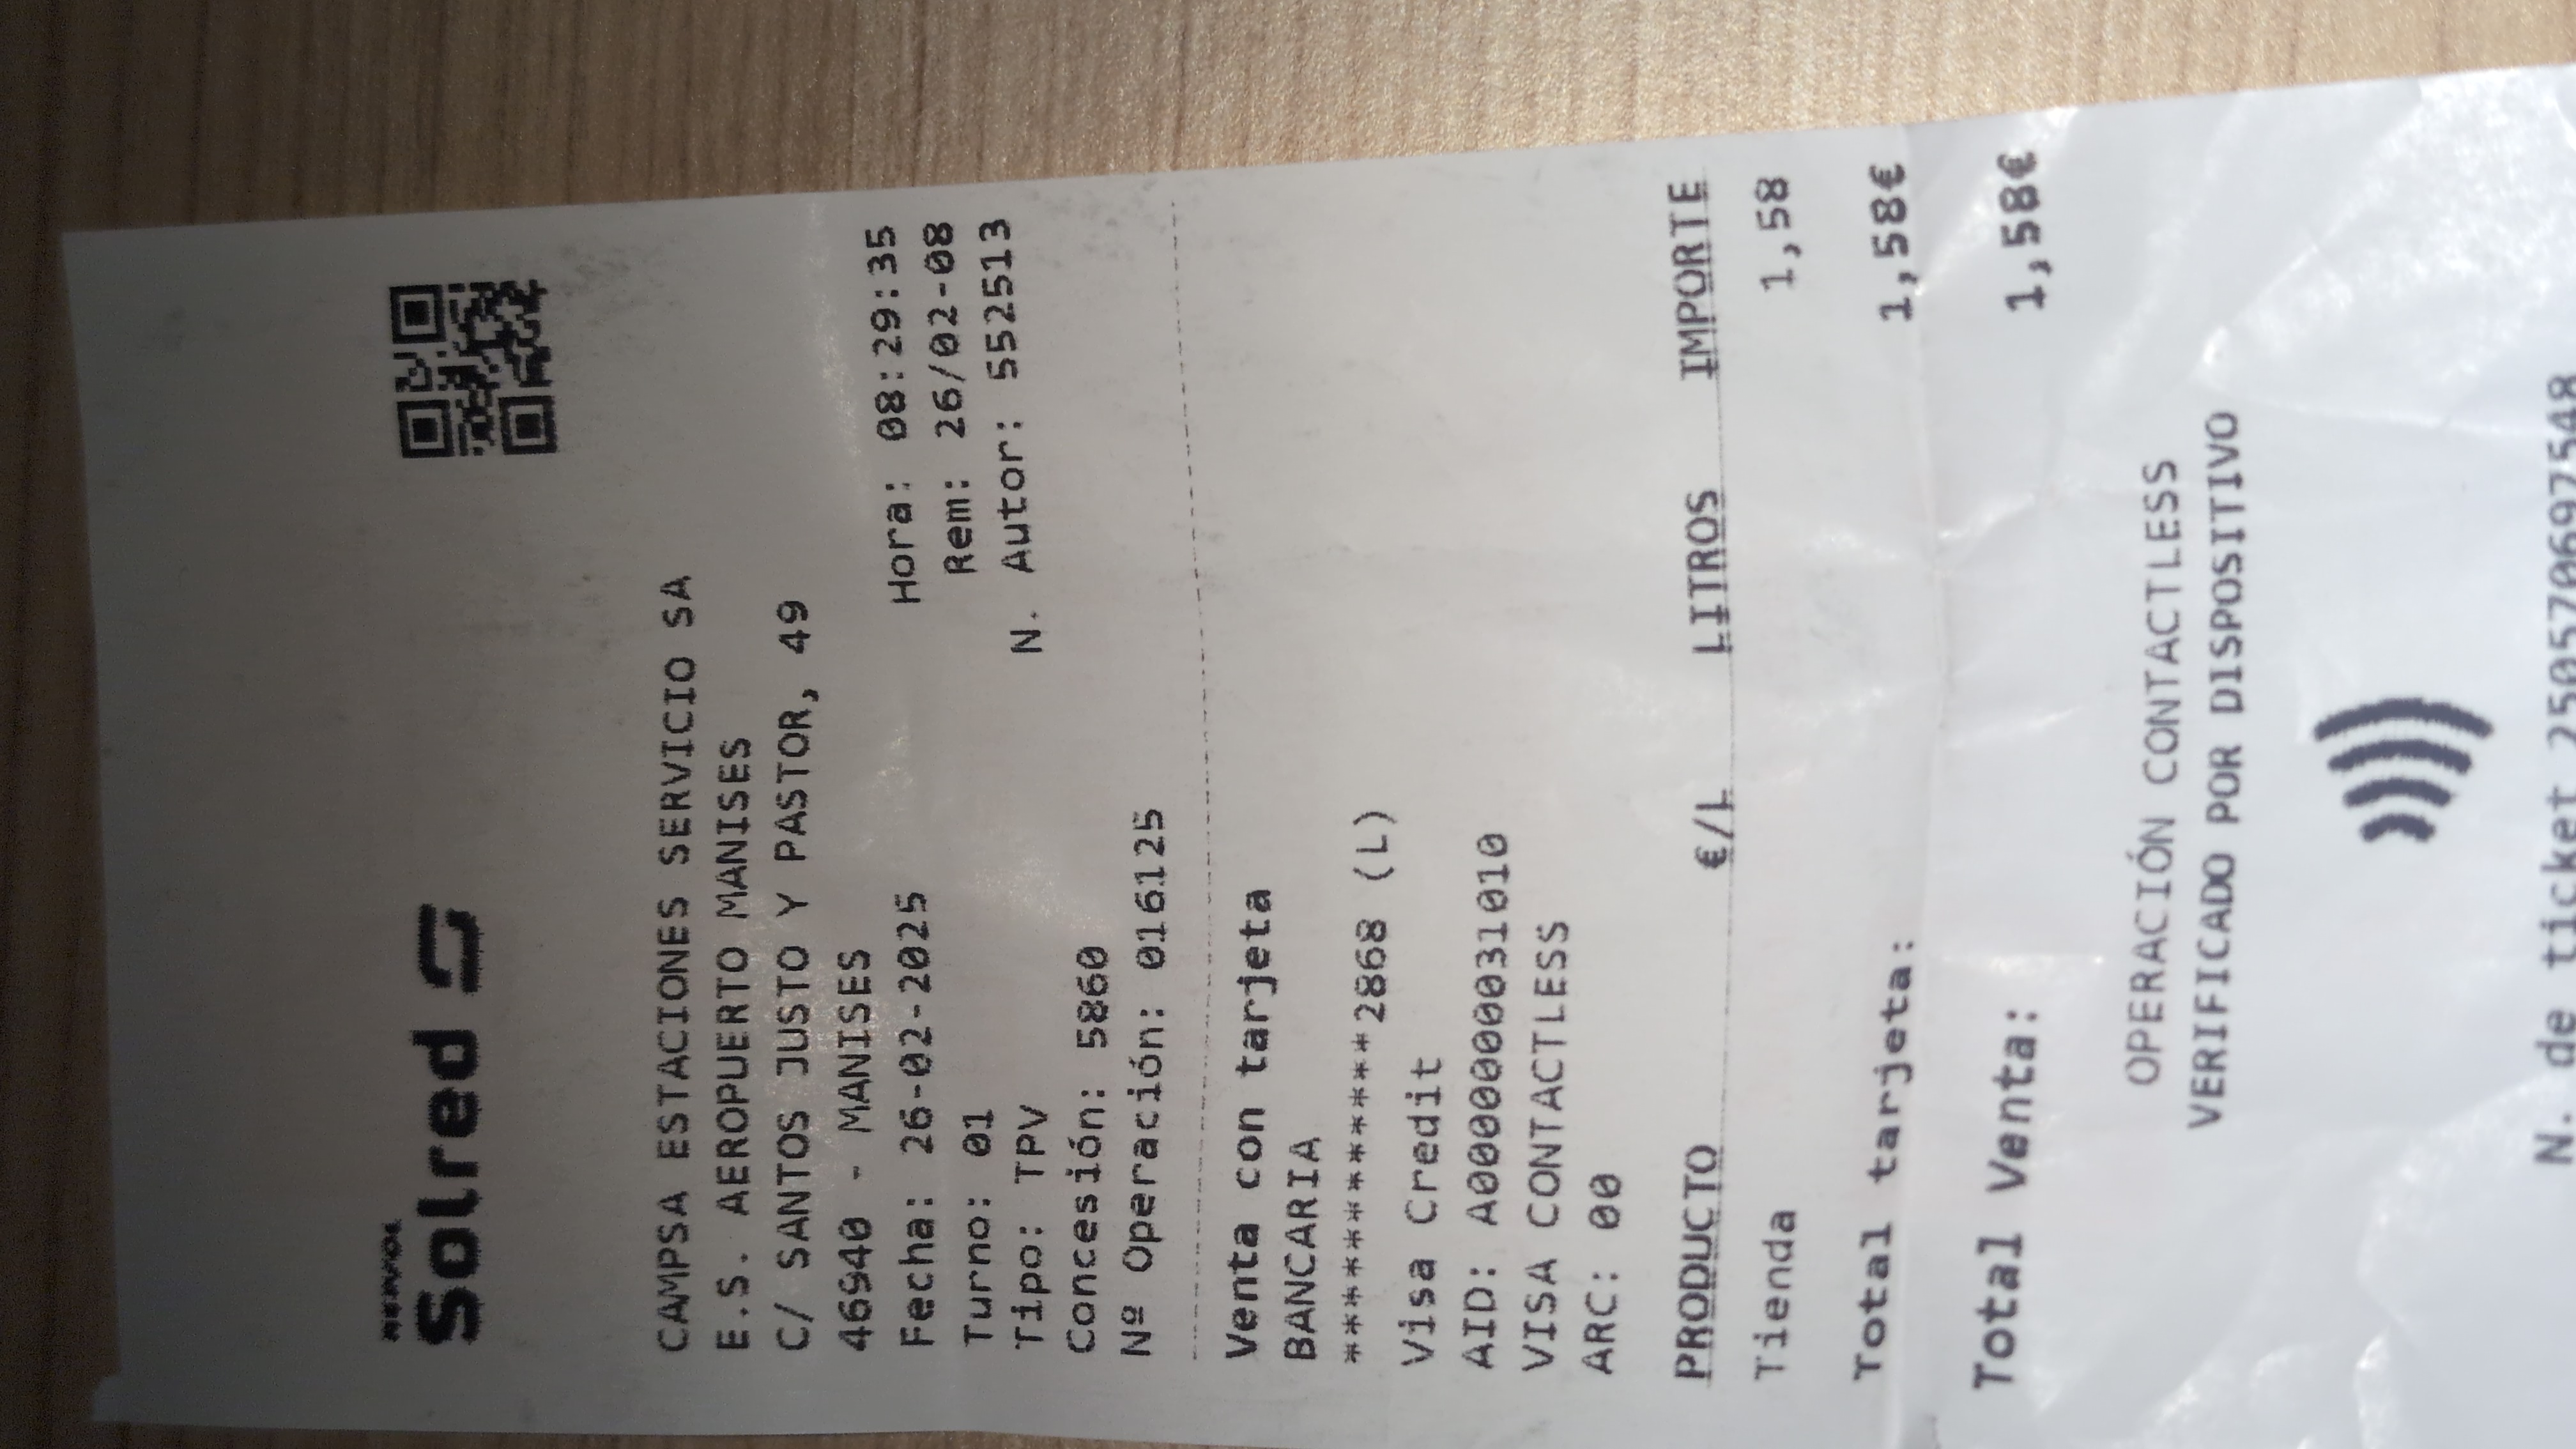 REPSOL
Solred
CAMPSA ESTACIONES SERVICIO SA
E.S. AEROPUERTO MANISES
C/ SANTOS JUSTO Y PASTOR, 49
46940 - MANISES
Fecha: 26-02-2025 Hora: 08:29:35
Turno: 01 Rem: 26/02-08
Tipo: TPV N. Autor: 552513
Concesión: 5860
Nº Operación: 016125
Venta con tarjeta
BANCARIA
************2868 (L)
Visa Credit
AID: A0000000031010
VISA CONTACTLESS
ARC: 00
PRODUCTO €/L LITROS IMPORTE
Tienda 1,58
Total tarjeta: 1,58€
Total Venta: 1,58€
OPERACIÓN CONTACTLESS
VERIFICADO POR DISPOSITIVO
N. de ticket 250570697548